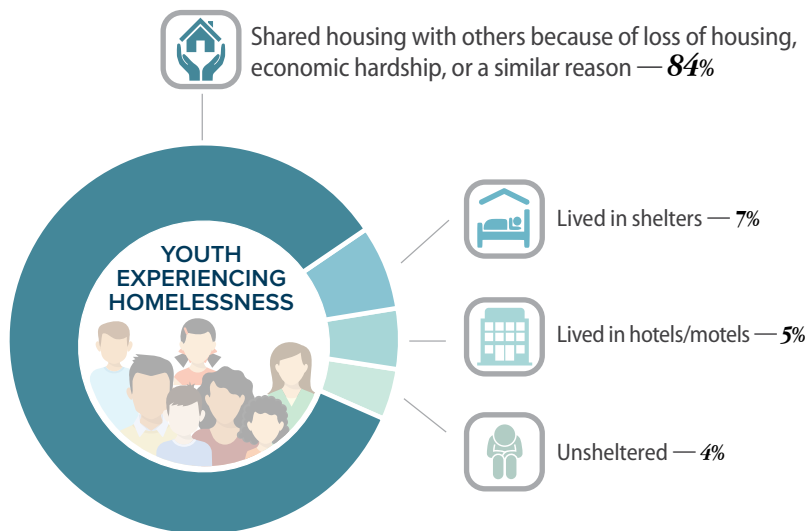 Shared housing with others because of loss of housing,
economic hardship, or a similar reason — 84%
YOUTH
EXPERIENCING
HOMELESSNESS
Lived in shelters — 7%
Lived in hotels/motels — 5%
Unsheltered — 4%